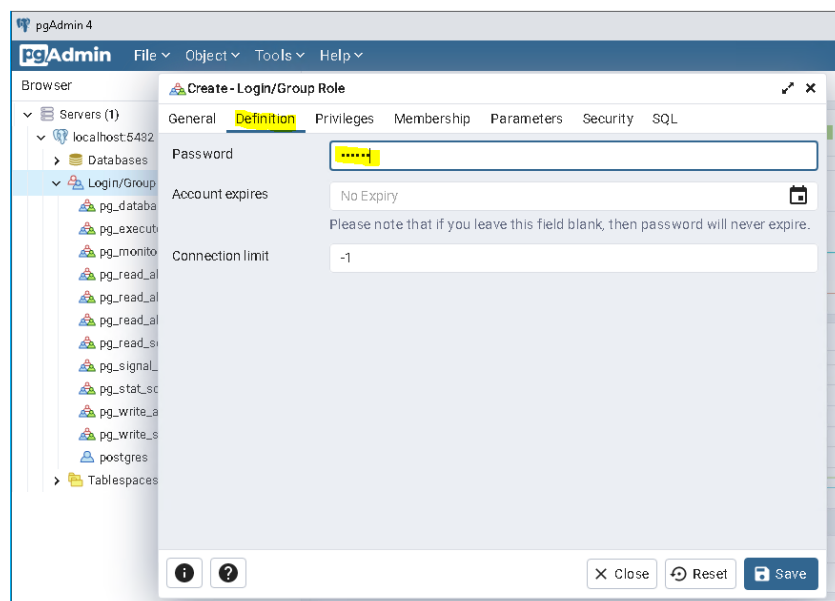 pgAdmin 4
pgAdmin File Object Tools Help
Browser
Servers (1)
localhost:5432
Databases
Login/Group
pg_databa
pg_execut
pg_monito
pg_read_al
pg_read_al
pg_read_al
pg_read_s
pg_signal_
pg_stat_sc
pg_write_a
pg_write_s
postgres
Tablespaces
Create - Login/Group Role
General Definition Privileges Membership Parameters Security SQL
Password
••••••
Account expires
No Expiry
Please note that if you leave this field blank, then password will never expire.
Connection limit
-1
Close Reset Save